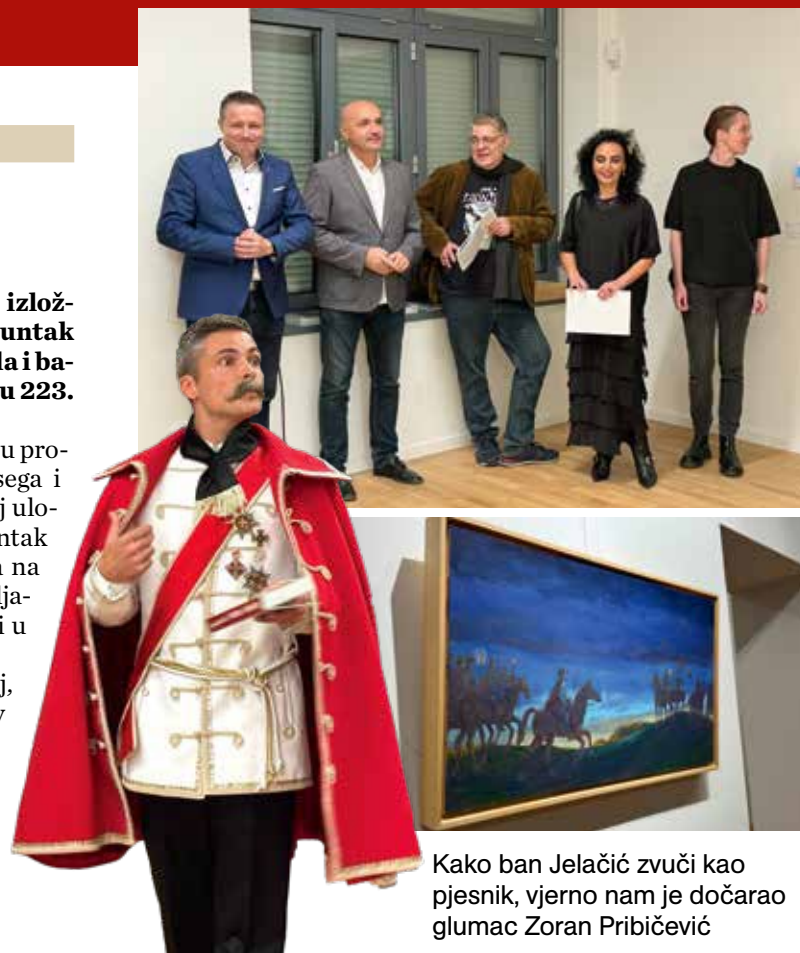 izlož-
untak
la i ba-
u 223.
u pro-
sega i
j ulo-
ntak
na
lja-
i u
j,
Kako ban Jelačić zvuči kao
pjesnik, vjerno nam je dočarao
glumac Zoran Pribičević